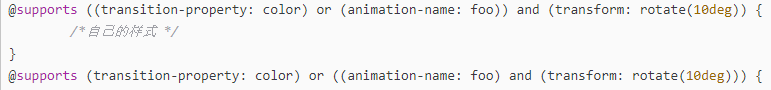 @supports ((transition-property: color) or (animation-name: foo)) and (transform: rotate(10deg)) {
/*自己的样式 */
}
@supports (transition-property: color) or ((animation-name: foo) and (transform: rotate(10deg))) {